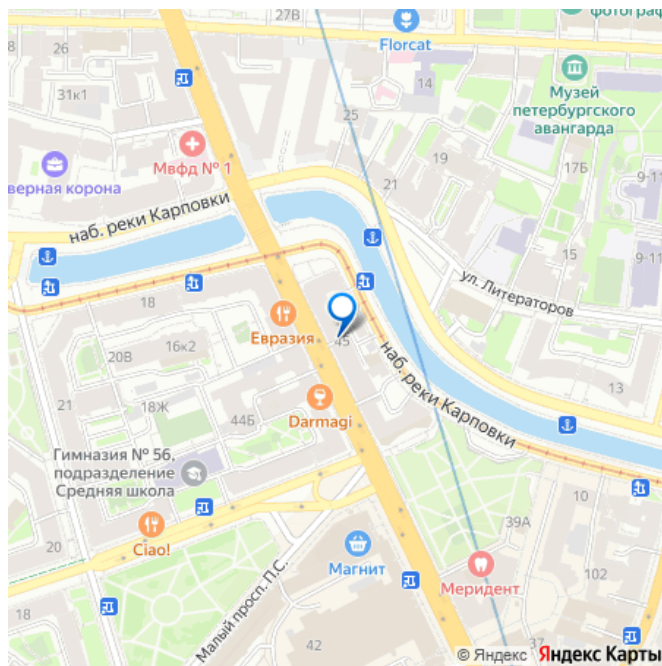 27В
Florcat
фотограф
26
14
31к1
25
Музей
петербургского
авангарда
Мвфд № 1
верная корона
19
21
17Б
9-11
наб. реки Карповки
15
9-11
ул. Литераторов
18
Евразия
45
20В
16к2
наб. реки Карповки
13
21
18Ж
44Б
Darmagi
Гимназия № 56,
подразделение
Средняя школа
10
39А
20
Ciao!
Магнит
Меридент
102
18
Малый просп. П.С.
42
37
© Яндекс Яндекс Карты